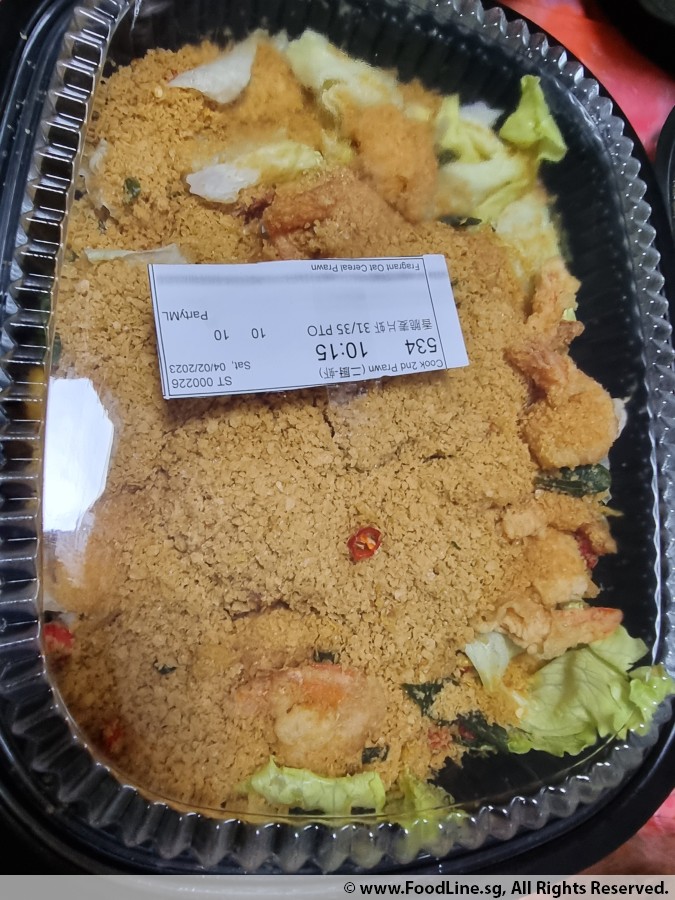 Cook 2nd Prawn (二厨-虾)
ST 000226
534 10:15 Sat, 04/02/2023
香脆麦片虾 31/35 PTO 10 10
PartyML
Fragrant Oat Cereal Prawn
© www.FoodLine.sg, All Rights Reserved.